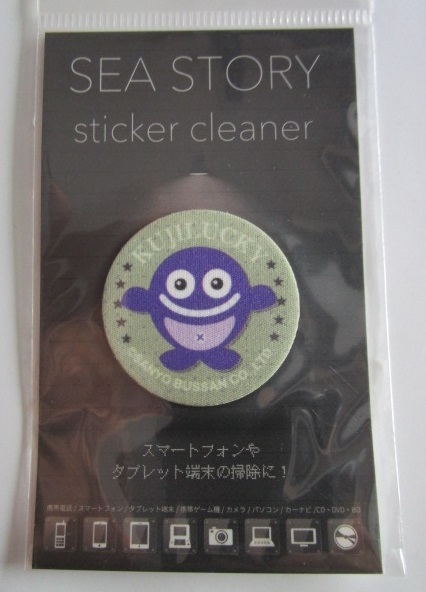 SEA STORY
sticker cleaner
KUJILUCKY
©SANYO BUSSAN CO., LTD.
スマートフォンや
タブレット端末の掃除に！
携帯電話 / スマートフォン / タブレット端末 / 携帯ゲーム機 / カメラ / パソコン / カーナビ / CD・DVD・BD